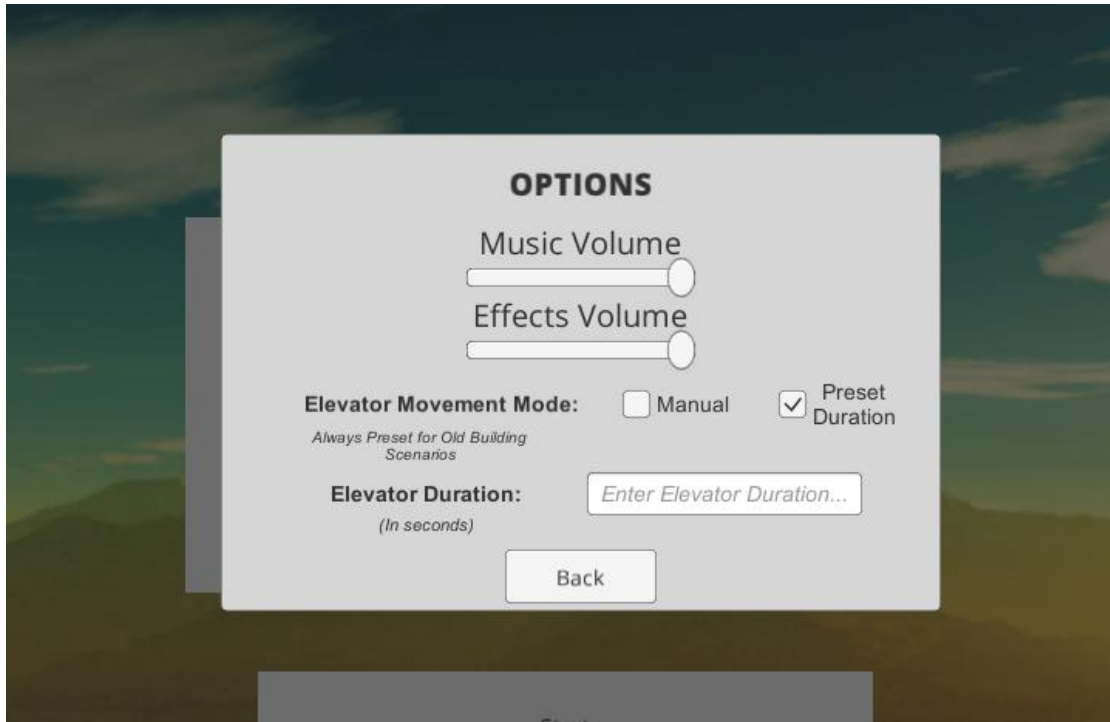 OPTIONS
Music Volume
Effects Volume
Elevator Movement Mode:
Manual
Preset
Duration
Always Preset for Old Building
Scenarios
Elevator Duration:
Enter Elevator Duration...
(In seconds)
Back